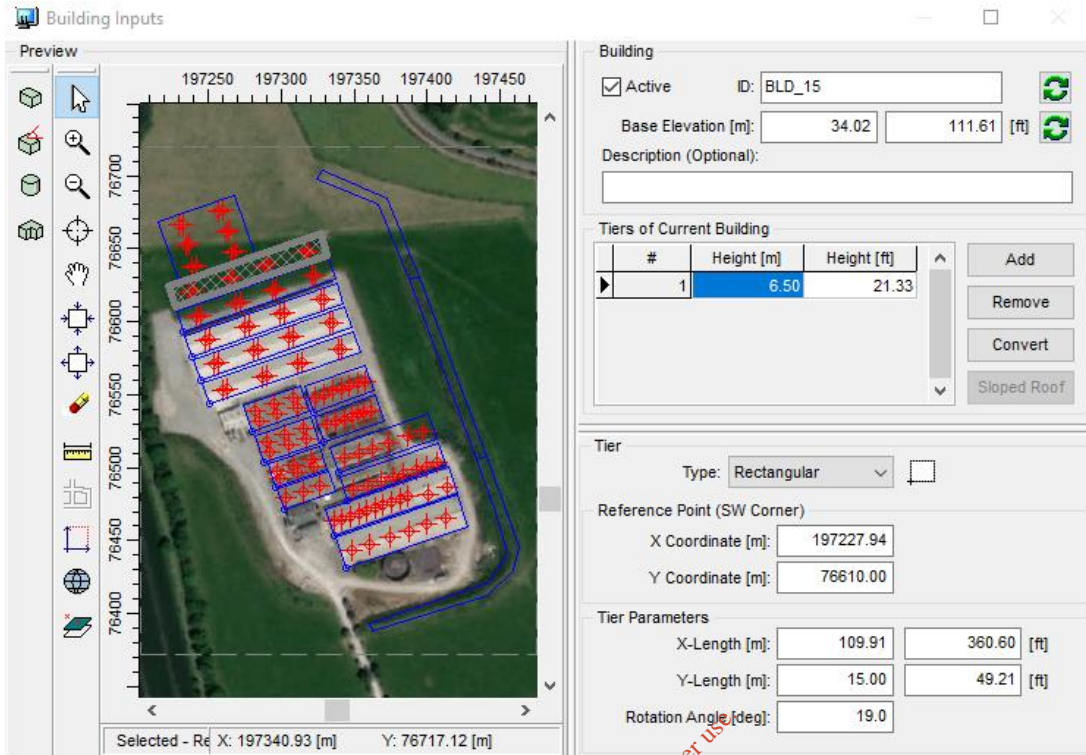 Building Inputs
Preview
197250 197300 197350 197400 197450
76700
76650
76600
76550
76500
76450
76400
Selected - Re X: 197340.93 [m] Y: 76717.12 [m]
Building
Active ID: BLD_15
Base Elevation [m]: 34.02 111.61 [ft]
Description (Optional):
Tiers of Current Building
# Height [m] Height [ft]
1 6.50 21.33
Add
Remove
Convert
Sloped Roof
Tier
Type: Rectangular
Reference Point (SW Corner)
X Coordinate [m]: 197227.94
Y Coordinate [m]: 76610.00
Tier Parameters
X-Length [m]: 109.91 360.60 [ft]
Y-Length [m]: 15.00 49.21 [ft]
Rotation Angle [deg]: 19.0
er use